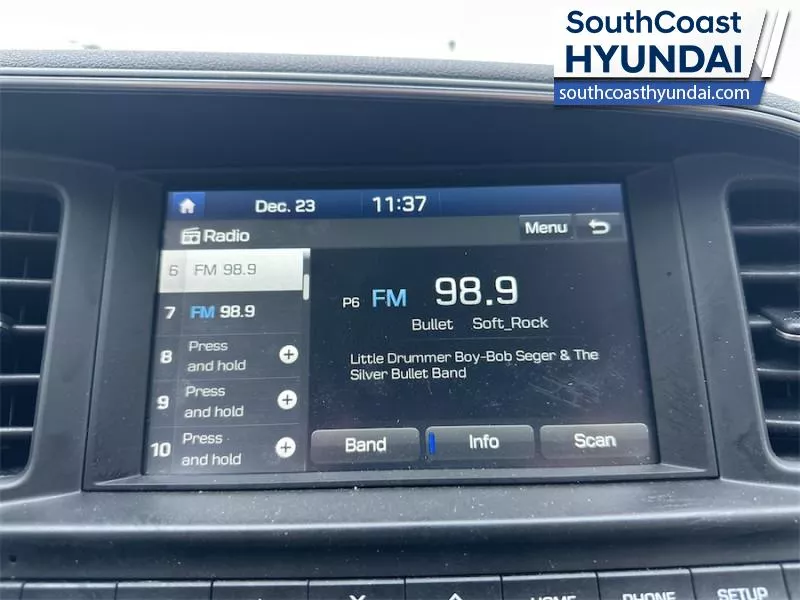 SouthCoast
HYUNDAI
southcoasthyundai.com
Dec. 23 11:37
Radio Menu
6 FM 98.9
7 FM 98.9
8 Press
and hold
9 Press
and hold
10 Press
and hold
P6 FM 98.9
Bullet Soft_Rock
Little Drummer Boy-Bob Seger & The
Silver Bullet Band
Band Info Scan
HOME PHONE SETUP